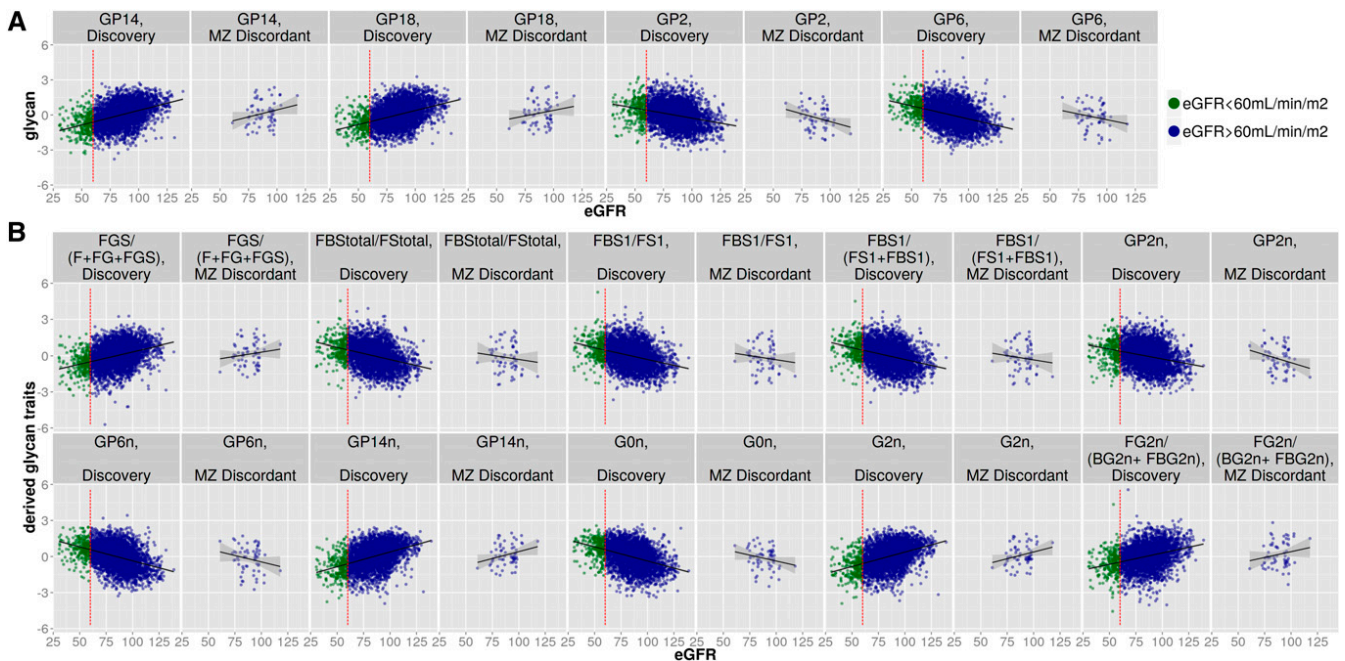 A
GP14,
Discovery
GP14,
MZ Discordant
GP18,
Discovery
GP18,
MZ Discordant
GP2,
Discovery
GP2,
MZ Discordant
GP6,
Discovery
GP6,
MZ Discordant
6
3
0
-3
-6
glycan
25 50 75 100 125 25 50 75 100 125 25 50 75 100 125 25 50 75 100 125 25 50 75 100 125 25 50 75 100 125 25 50 75 100 125 25 50 75 100 125
eGFR
eGFR<60mL/min/m2
eGFR>60mL/min/m2
B
FGS/
(F+FG+FGS),
Discovery
FGS/
(F+FG+FGS),
MZ Discordant
FBStotal/FStotal,
Discovery
FBStotal/FStotal,
MZ Discordant
FBS1/FS1,
Discovery
FBS1/FS1,
MZ Discordant
FBS1/
(FS1+FBS1),
Discovery
FBS1/
(FS1+FBS1),
MZ Discordant
GP2n,
Discovery
GP2n,
MZ Discordant
6
3
0
-3
-6
derived glycan traits
GP6n,
Discovery
GP6n,
MZ Discordant
GP14n,
Discovery
GP14n,
MZ Discordant
G0n,
Discovery
G0n,
MZ Discordant
G2n,
Discovery
G2n,
MZ Discordant
FG2n/
(BG2n+ FBG2n),
Discovery
FG2n/
(BG2n+ FBG2n),
MZ Discordant
6
3
0
-3
-6
25 50 75 100 125 25 50 75 100 125 25 50 75 100 125 25 50 75 100 125 25 50 75 100 125 25 50 75 100 125 25 50 75 100 125 25 50 75 100 125 25 50 75 100 125 25 50 75 100 125
eGFR